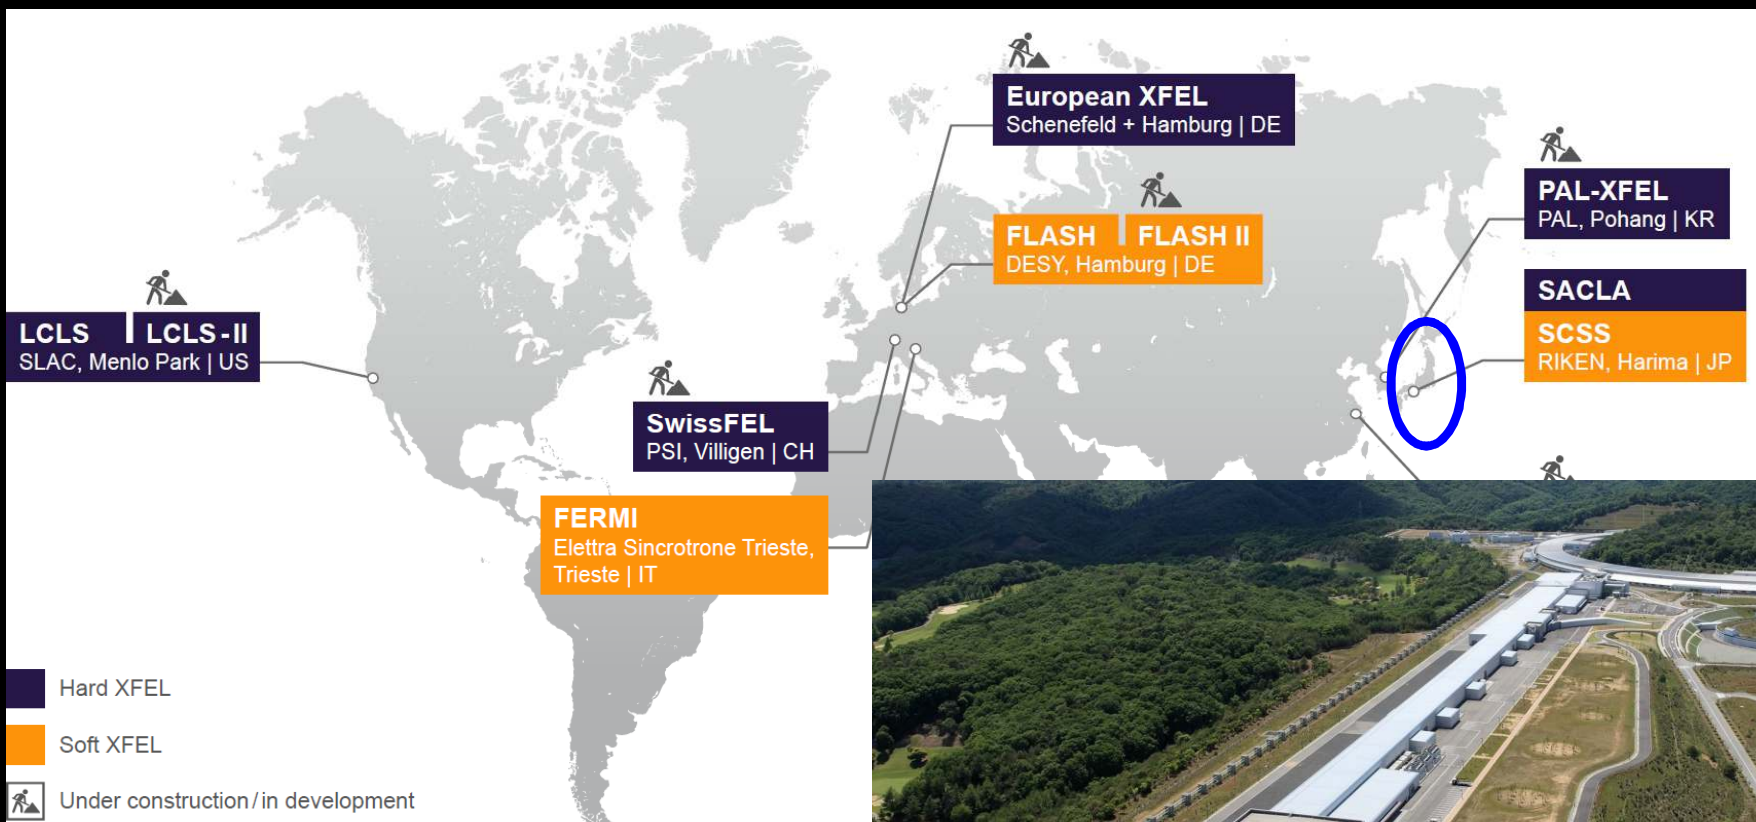 European XFEL
Schenefeld + Hamburg | DE
PAL-XFEL
PAL, Pohang | KR
FLASH FLASH II
DESY, Hamburg | DE
SACLA
SCSS
RIKEN, Harima | JP
LCLS LCLS-II
SLAC, Menlo Park | US
SwissFEL
PSI, Villigen | CH
FERMI
Elettra Sincrotrone Trieste,
Trieste | IT
Hard XFEL
Soft XFEL
Under construction/in development